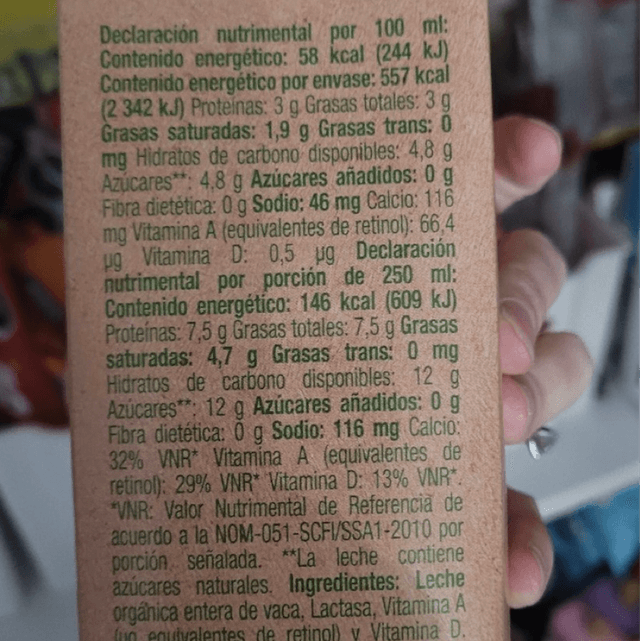 Declaración nutrimental por 100 ml:
Contenido energético: 58 kcal (244 kJ)
Contenido energético por envase: 557 kcal
(2 342 kJ) Proteínas: 3 g Grasas totales: 3 g
Grasas saturadas: 1,9 g Grasas trans: 0
mg Hidratos de carbono disponibles: 4,8 g
Azúcares**: 4,8 g Azúcares añadidos: 0 g
Fibra dietética: 0 g Sodio: 46 mg Calcio: 116
mg Vitamina A (equivalentes de retinol): 66,4
µg Vitamina D: 0,5 µg Declaración
nutrimental por porción de 250 ml:
Contenido energético: 146 kcal (609 kJ)
Proteínas: 7,5 g Grasas totales: 7,5 g Grasas
saturadas: 4,7 g Grasas trans: 0 mg
Hidratos de carbono disponibles: 12 g
Azúcares**: 12 g Azúcares añadidos: 0 g
Fibra dietética: 0 g Sodio: 116 mg Calcio:
32% VNR* Vitamina A (equivalentes de
retinol): 29% VNR* Vitamina D: 13% VNR*.
*VNR: Valor Nutrimental de Referencia de
acuerdo a la NOM-051-SCFI/SSA1-2010 por
porción señalada. **La leche contiene
azúcares naturales. Ingredientes: Leche
orgánica entera de vaca, Lactasa, Vitamina A
(µg equivalentes de retinol) y Vitamina D.